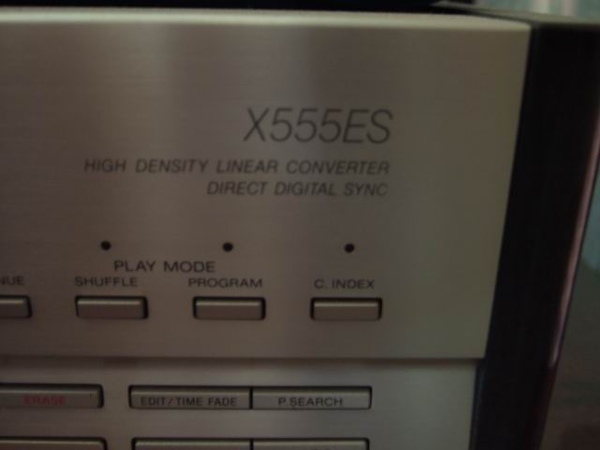 X555ES
HIGH DENSITY LINEAR CONVERTER
DIRECT DIGITAL SYNC
PLAY MODE
SHUFFLE PROGRAM C. INDEX
ERASE EDIT/TIME FADE P.SEARCH